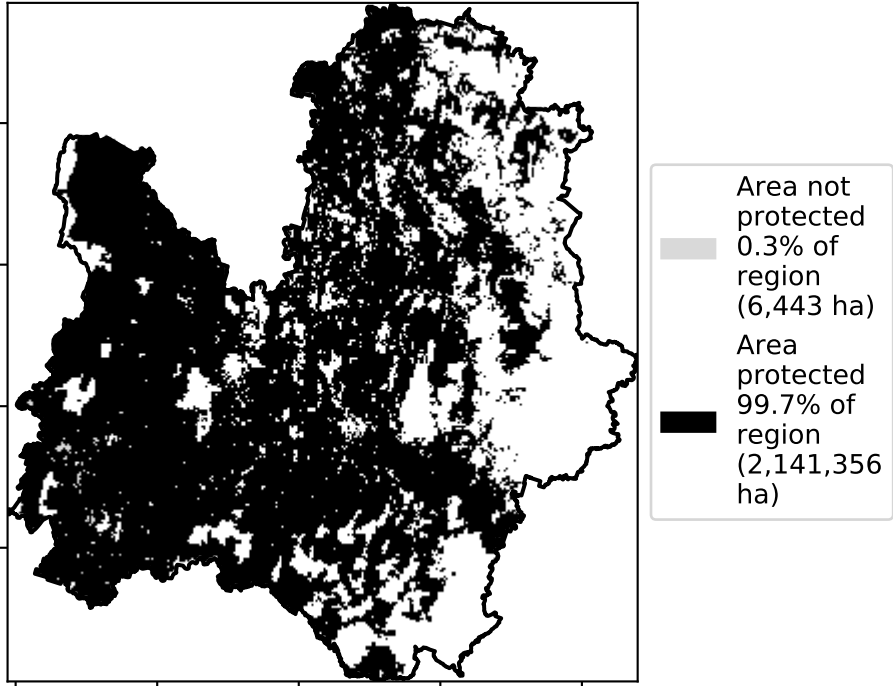 Area not
protected
0.3% of
region
(6,443 ha)
Area
protected
99.7% of
region
(2,141,356
ha)